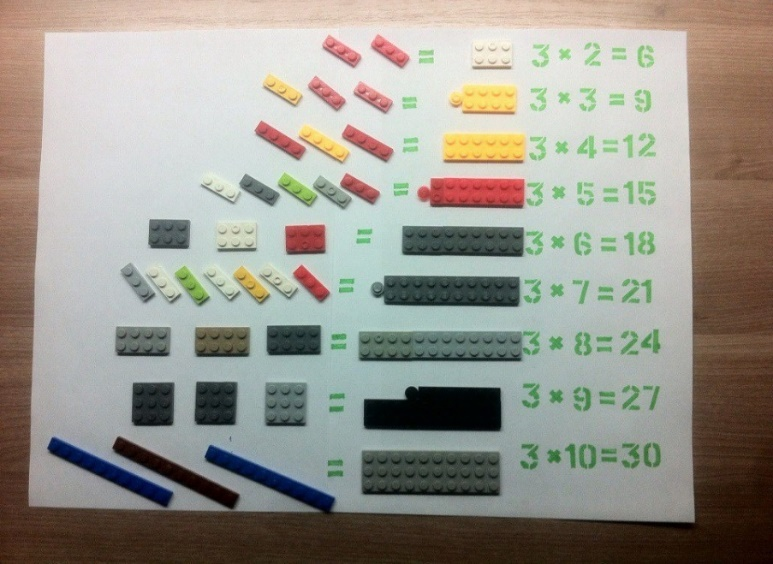 = 3 × 2 = 6
= 3 × 3 = 9
= 3 × 4 = 12
= 3 × 5 = 15
= 3 × 6 = 18
= 3 × 7 = 21
= 3 × 8 = 24
= 3 × 9 = 27
= 3 × 10 = 30